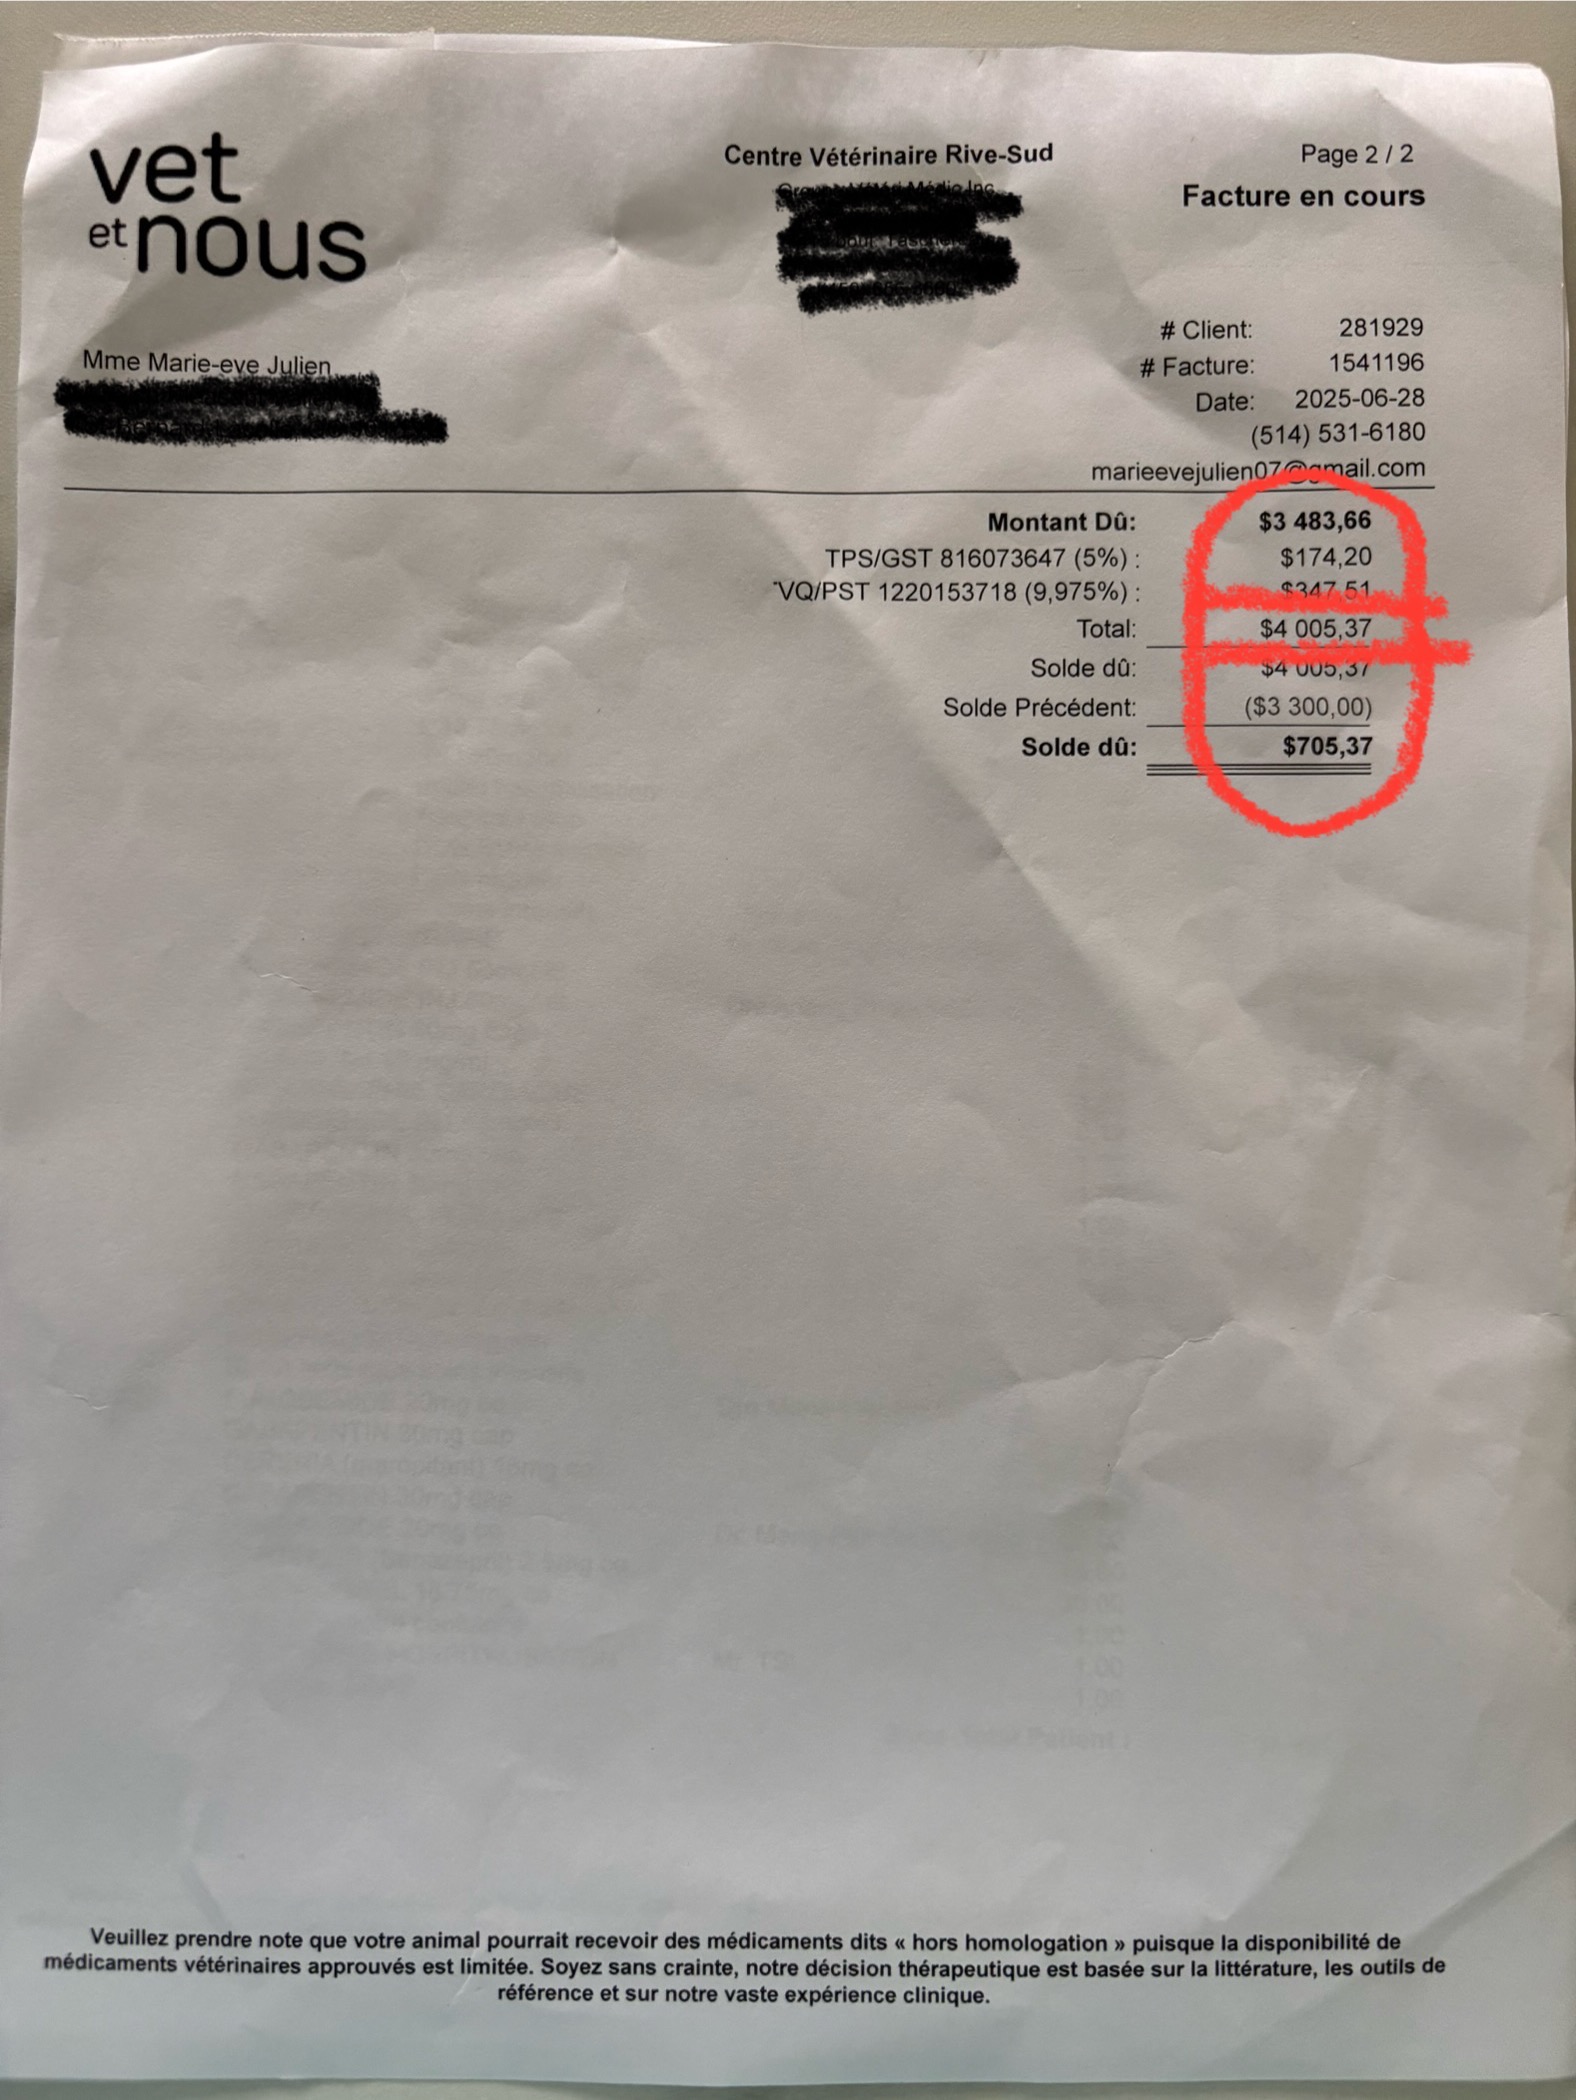 vet
et nous
Centre Vétérinaire Rive-Sud
Page 2 / 2
Facture en cours
# Client: 281929
# Facture: 1541196
Date: 2025-06-28
(514) 531-6180
marieevejulien07@gmail.com
Mme Marie-eve Julien
Montant Dû: $3 483,66
TPS/GST 816073647 (5%) : $174,20
VQ/PST 1220153718 (9,975%) : $347,51
Total: $4 005,37
Solde dû: $4 005,37
Solde Précédent: ($3 300,00)
Solde dû: $705,37
Veuillez prendre note que votre animal pourrait recevoir des médicaments dits « hors homologation » puisque la disponibilité de
médicaments vétérinaires approuvés est limitée. Soyez sans crainte, notre décision thérapeutique est basée sur la littérature, les outils de
référence et sur notre vaste expérience clinique.